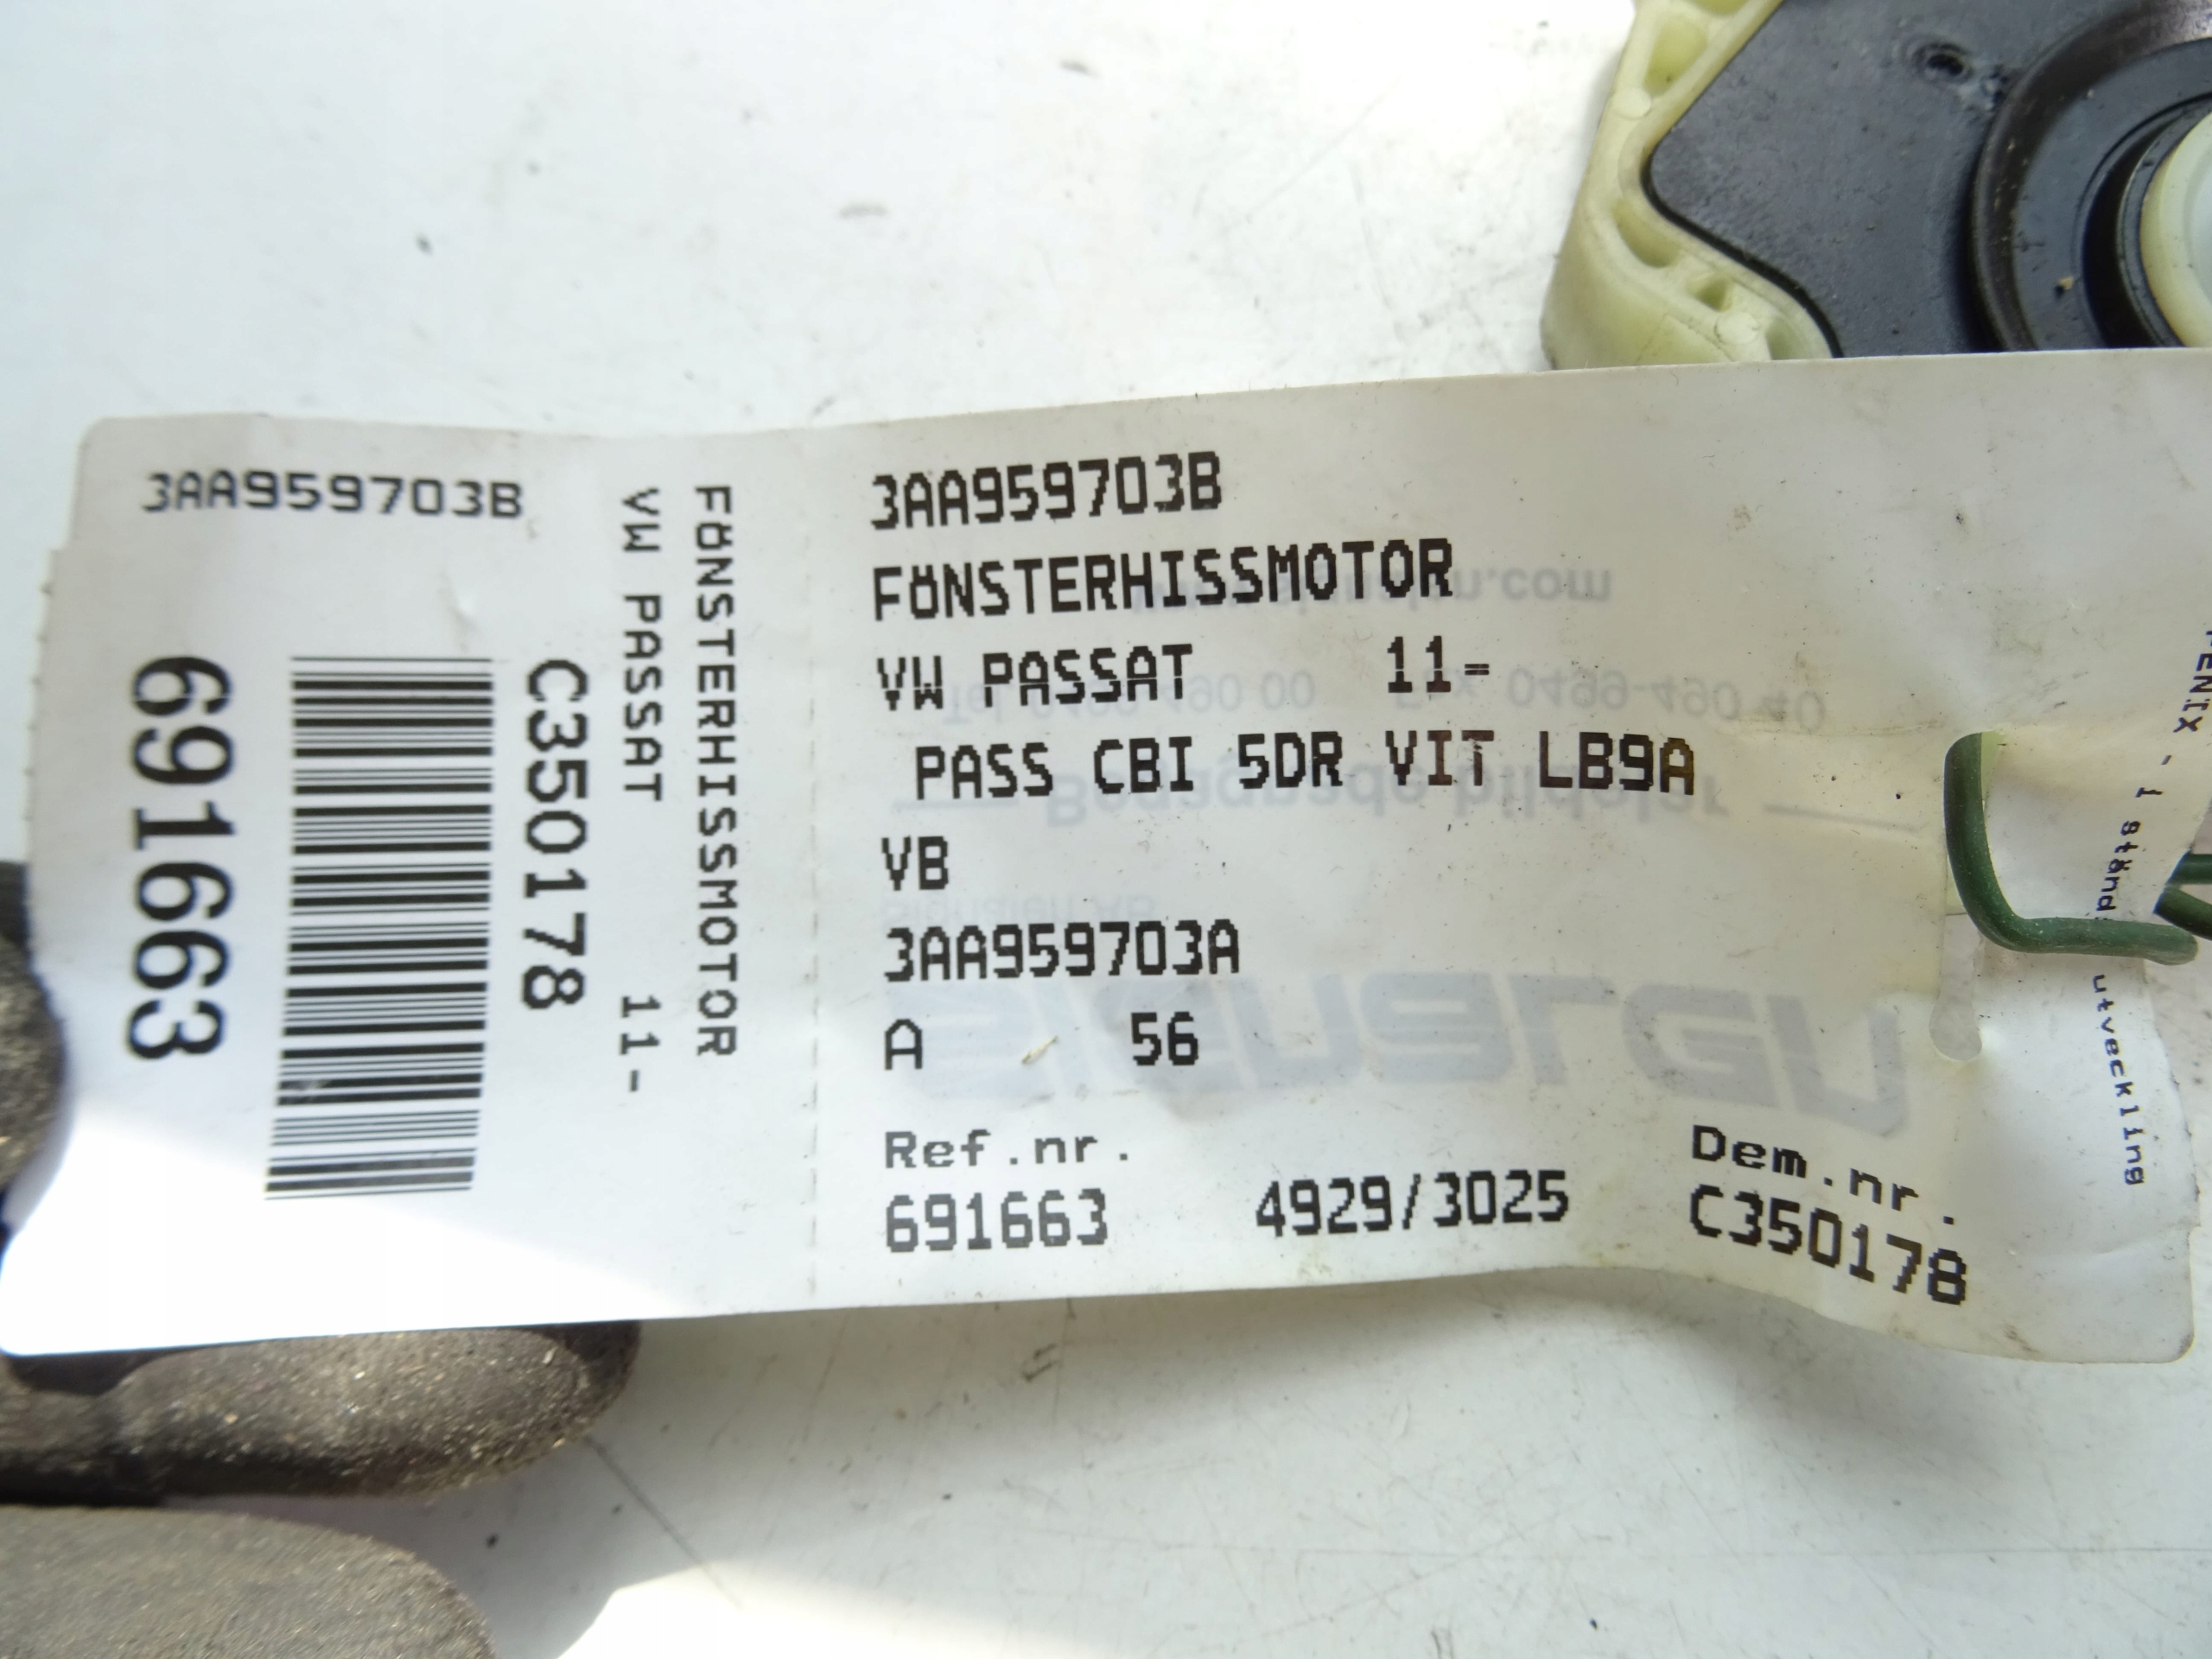 3AA959703B
691663
C350178
VW PASSAT 11-
FÖNSTERHISSMOTOR
3AA959703B
FÖNSTERHISSMOTOR
VW PASSAT 11-
PASS CBI 5DR VIT LB9A
VB
3AA959703A
A 56
Ref.nr.
691663 4929/3025
Dem.nr.
C350178
utveckling